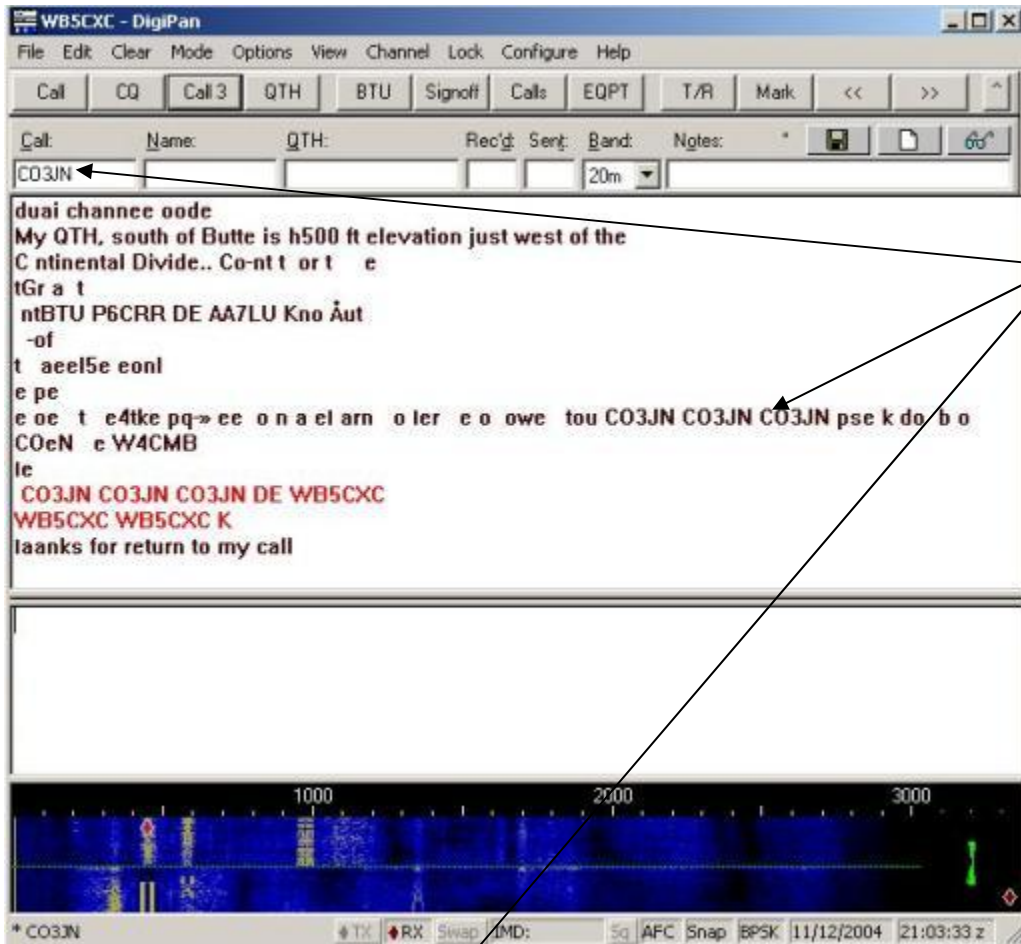 WB5CXC - DigiPan
File Edit Clear Mode Options View Channel Lock Configure Help
Call CQ Call 3 QTH BTU Signoff Calls EQPT T/R Mark << >> ^
Call: Name: QTH: Rec'd: Sent: Band: Notes: *
CO3JN 20m
duai channee oode
My QTH, south of Butte is h500 ft elevation just west of the
C ntinental Divide.. Co-nt t or t e
tGr a t
ntBTU P6CRR DE AA7LU Kno Åut
-of
t aeel5e eonl
e pe
e oe t e4tke pq-» ee o n a el arn o ler e o owe tou CO3JN CO3JN CO3JN pse k do b o
COeN e W4CMB
le
CO3JN CO3JN CO3JN DE WB5CXC
WB5CXC WB5CXC K
laanks for return to my call
1000 2500 3000
* CO3JN TX RX Swap IMD: Sq AFC Snap BPSK 11/12/2004 21:03:33 z